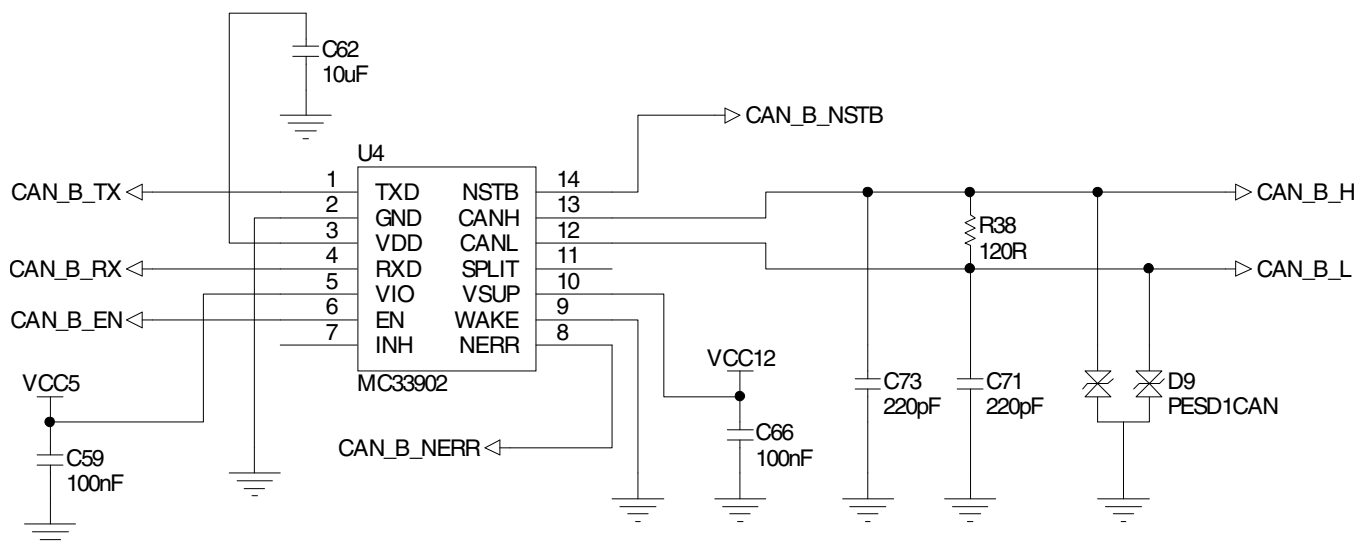 C62
10uF
CAN_B_NSTB
U4
CAN_B_TX
1
TXD
NSTB
14
2
GND
CANH
13
CAN_B_H
3
VDD
CANL
12
R38
120R
CAN_B_RX
4
RXD
SPLIT
11
CAN_B_L
5
VIO
VSUP
10
CAN_B_EN
6
EN
WAKE
9
7
INH
NERR
8
MC33902
VCC5
VCC12
C59
100nF
CAN_B_NERR
C66
100nF
C73
220pF
C71
220pF
D9
PESD1CAN